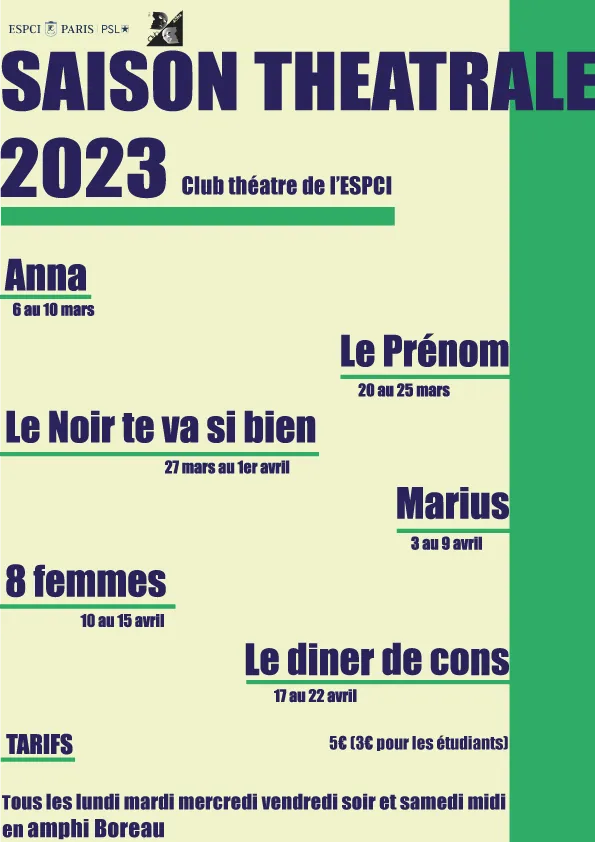 ESPCI PARIS PSL
SAISON THEATRALE
2023 Club théatre de l'ESPCI
Anna
6 au 10 mars
Le Prénom
20 au 25 mars
Le Noir te va si bien
27 mars au 1er avril
Marius
3 au 9 avril
8 femmes
10 au 15 avril
Le diner de cons
17 au 22 avril
TARIFS
5€ (3€ pour les étudiants)
Tous les lundi mardi mercredi vendredi soir et samedi midi
en amphi Boreau